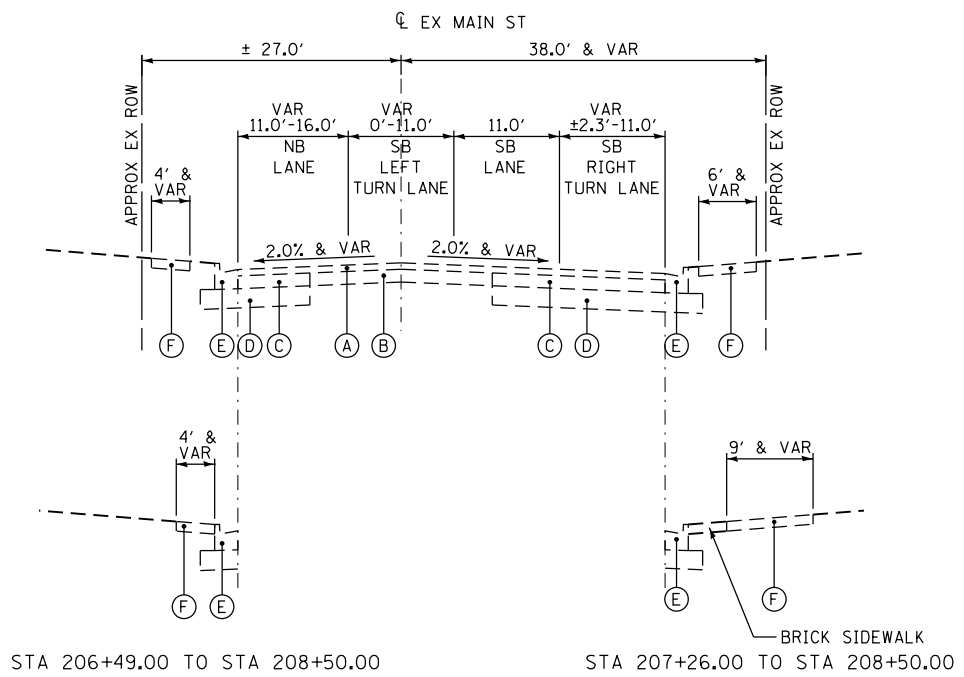 ℄ EX MAIN ST
± 27.0'
38.0' & VAR
APPROX EX ROW
APPROX EX ROW
VAR
11.0'-16.0'
NB
LANE
VAR
0'-11.0'
SB
LEFT
TURN LANE
11.0'
SB
LANE
VAR
±2.3'-11.0'
SB
RIGHT
TURN LANE
4' &
VAR
6' &
VAR
2.0% & VAR
2.0% & VAR
F
E
D
C
A
B
C
D
E
F
4' &
VAR
9' & VAR
F
E
E
F
BRICK SIDEWALK
STA 206+49.00 TO STA 208+50.00
STA 207+26.00 TO STA 208+50.00